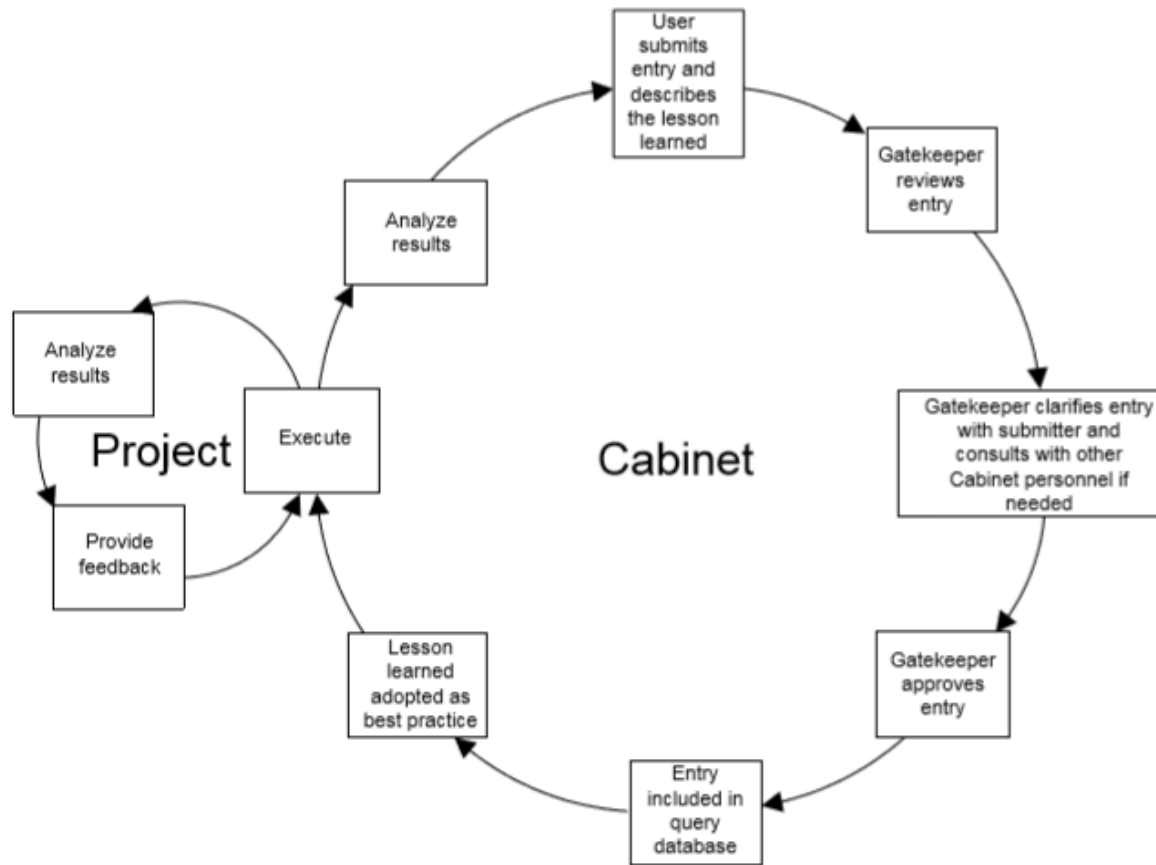 User
submits
entry and
describes
the lesson
learned
Gatekeeper
reviews
entry
Analyze
results
Analyze
results
Project
Execute
Cabinet
Gatekeeper clarifies entry
with submitter and
consults with other
Cabinet personnel if
needed
Provide
feedback
Lesson
learned
adopted as
best practice
Gatekeeper
approves
entry
Entry
included in
query
database